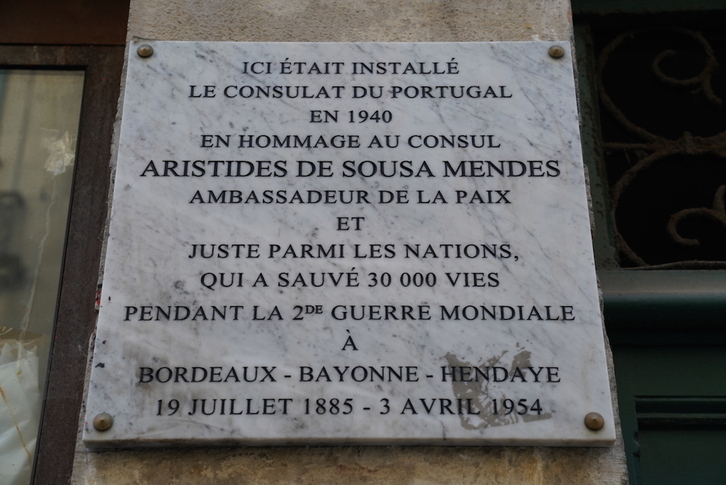 ICI ÉTAIT INSTALLÉ
LE CONSULAT DU PORTUGAL
EN 1940
EN HOMMAGE AU CONSUL
ARISTIDES DE SOUSA MENDES
AMBASSADEUR DE LA PAIX
ET
JUSTE PARMI LES NATIONS,
QUI A SAUVÉ 30 000 VIES
PENDANT LA 2DE GUERRE MONDIALE
À
BORDEAUX - BAYONNE - HENDAYE
19 JUILLET 1885 - 3 AVRIL 1954